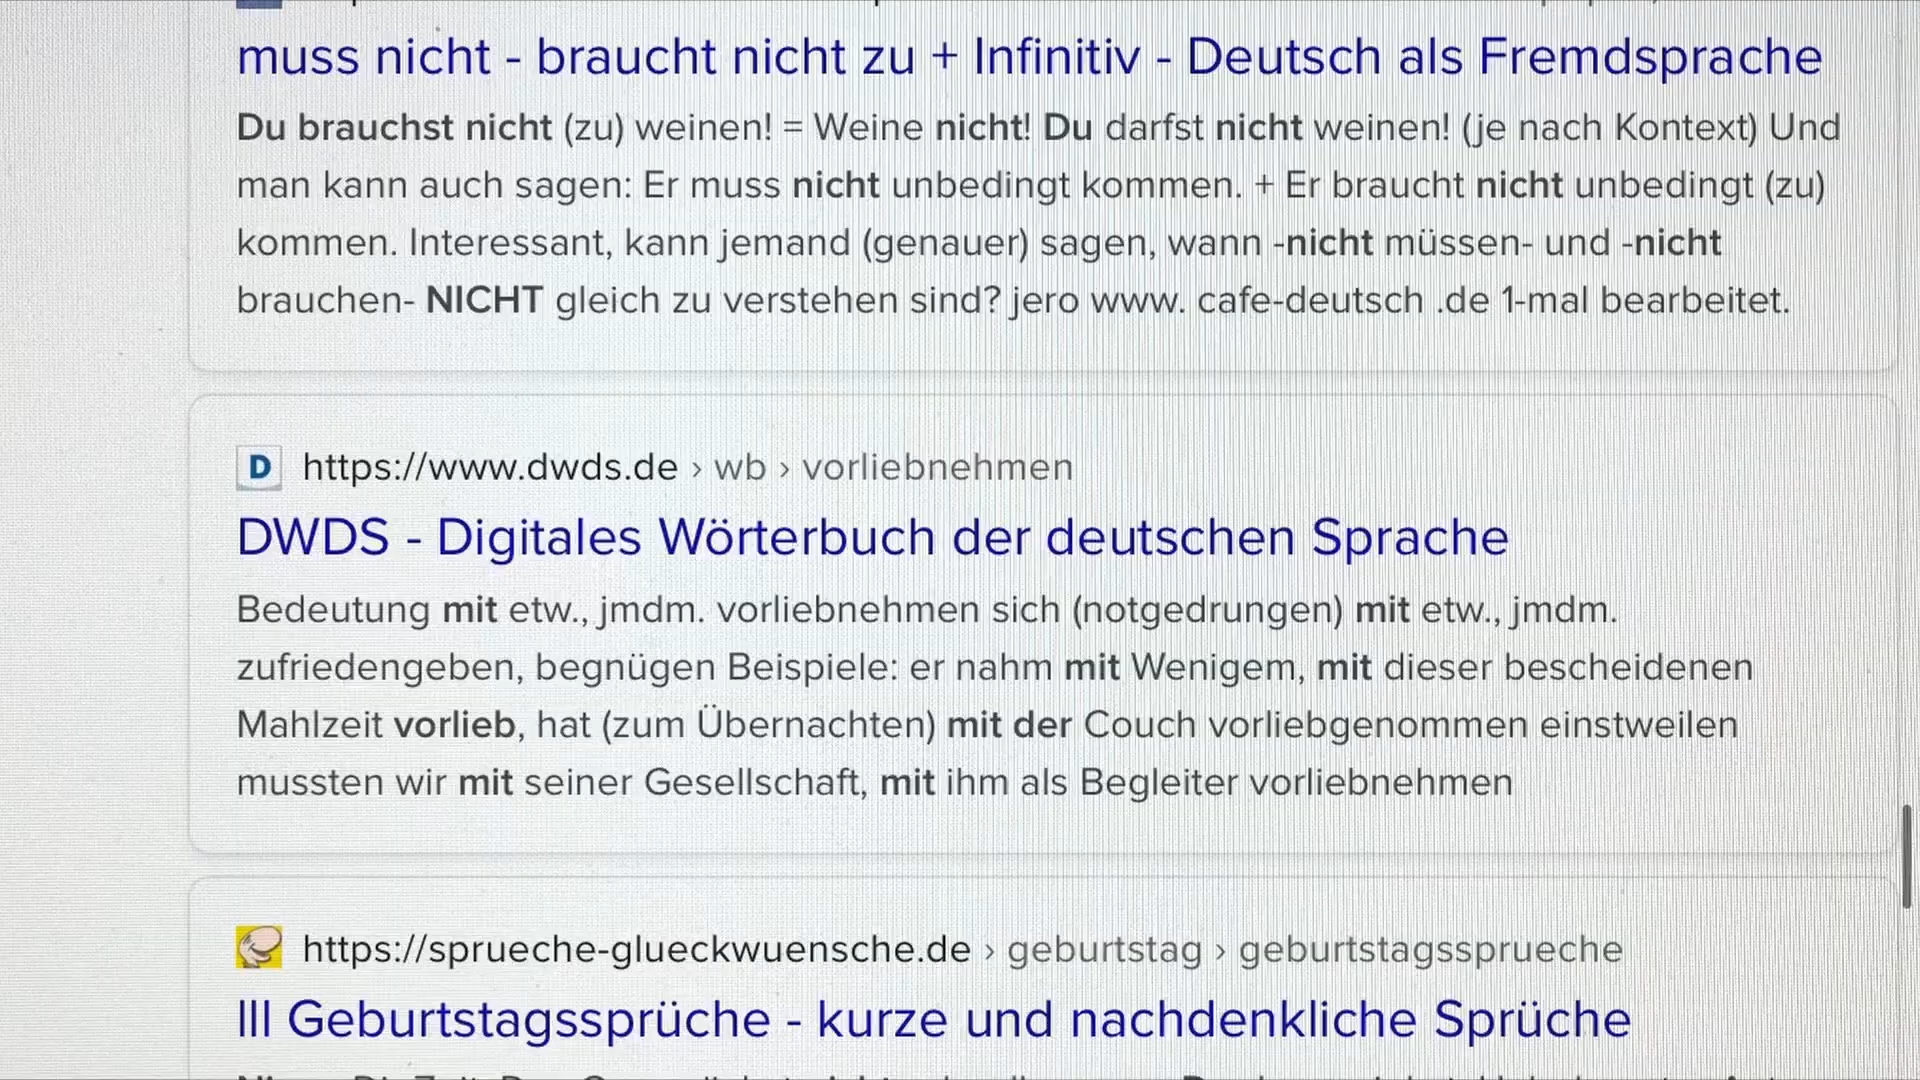 muss nicht - braucht nicht zu + Infinitiv - Deutsch als Fremdsprache
Du brauchst nicht (zu) weinen! = Weine nicht! Du darfst nicht weinen! (je nach Kontext) Und
man kann auch sagen: Er muss nicht unbedingt kommen. + Er braucht nicht unbedingt (zu)
kommen. Interessant, kann jemand (genauer) sagen, wann -nicht müssen- und -nicht
brauchen- NICHT gleich zu verstehen sind? jero www. cafe-deutsch .de 1-mal bearbeitet.
D https://www.dwds.de › wb › vorliebnehmen
DWDS - Digitales Wörterbuch der deutschen Sprache
Bedeutung mit etw., jmdm. vorliebnehmen sich (notgedrungen) mit etw., jmdm.
zufriedengeben, begnügen Beispiele: er nahm mit Wenigem, mit dieser bescheidenen
Mahlzeit vorlieb, hat (zum Übernachten) mit der Couch vorliebgenommen einstweilen
mussten wir mit seiner Gesellschaft, mit ihm als Begleiter vorliebnehmen
https://sprueche-glueckwuensche.de › geburtstag › geburtstagssprueche
III Geburtstagssprüche - kurze und nachdenkliche Sprüche